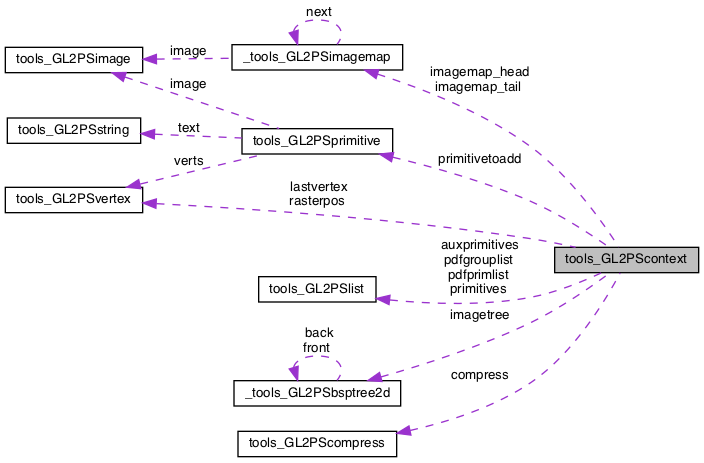 next
tools_GL2PSimage
image
_tools_GL2PSimagemap
imagemap_head
imagemap_tail
image
tools_GL2PSstring
text
tools_GL2PSprimitive
primitivetoadd
verts
tools_GL2PSvertex
lastvertex
rasterpos
auxprimitives
pdfgrouplist
pdfprimlist
primitives
tools_GL2PScontext
tools_GL2PSlist
imagetree
back
front
_tools_GL2PSbsptree2d
compress
tools_GL2PScompress